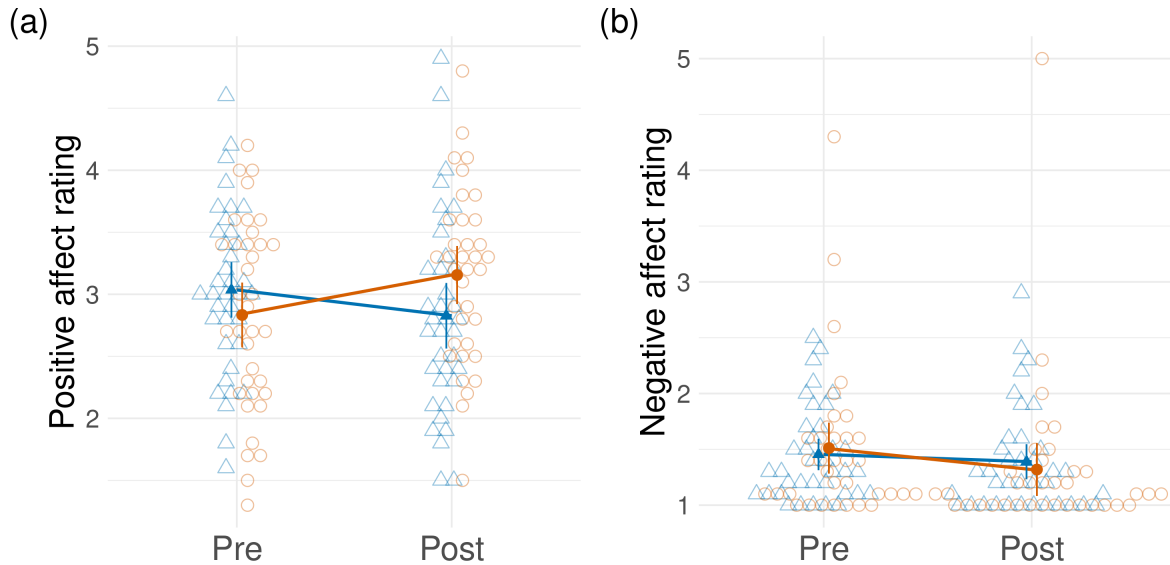 (a)
Positive affect rating
5
4
3
2
Pre
Post
(b)
Negative affect rating
5
4
3
2
1
Pre
Post